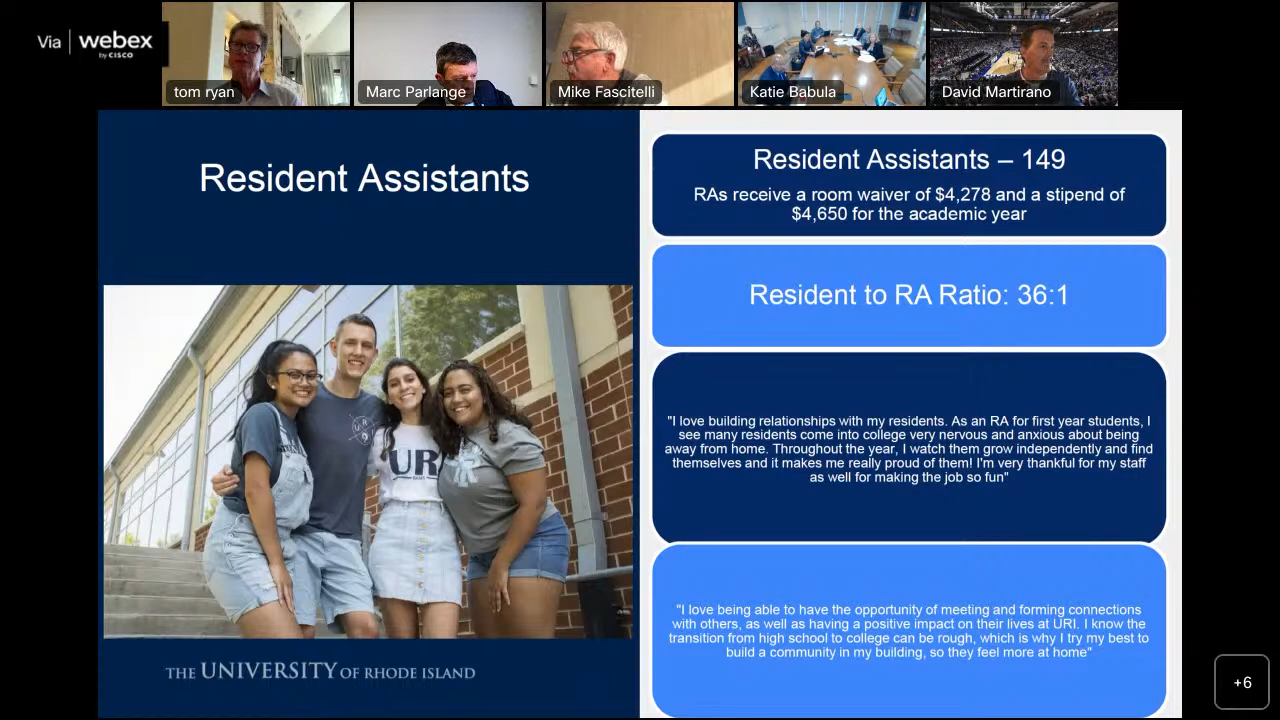 Via | webex
by CISCO
tom ryan
Marc Parlange
Mike Fascitelli
Katie Babula
David Martirano
Resident Assistants
Resident Assistants – 149
RAs receive a room waiver of $4,278 and a stipend of
$4,650 for the academic year
Resident to RA Ratio: 36:1
"I love building relationships with my residents. As an RA for first year students, I
see many residents come into college very nervous and anxious about being
away from home. Throughout the year, I watch them grow independently and find
themselves and it makes me really proud of them! I'm very thankful for my staff
as well for making the job so fun"
"I love being able to have the opportunity of meeting and forming connections
with others, as well as having a positive impact on their lives at URI. I know the
transition from high school to college can be rough, which is why I try my best to
build a community in my building, so they feel more at home"
THE UNIVERSITY OF RHODE ISLAND
+6